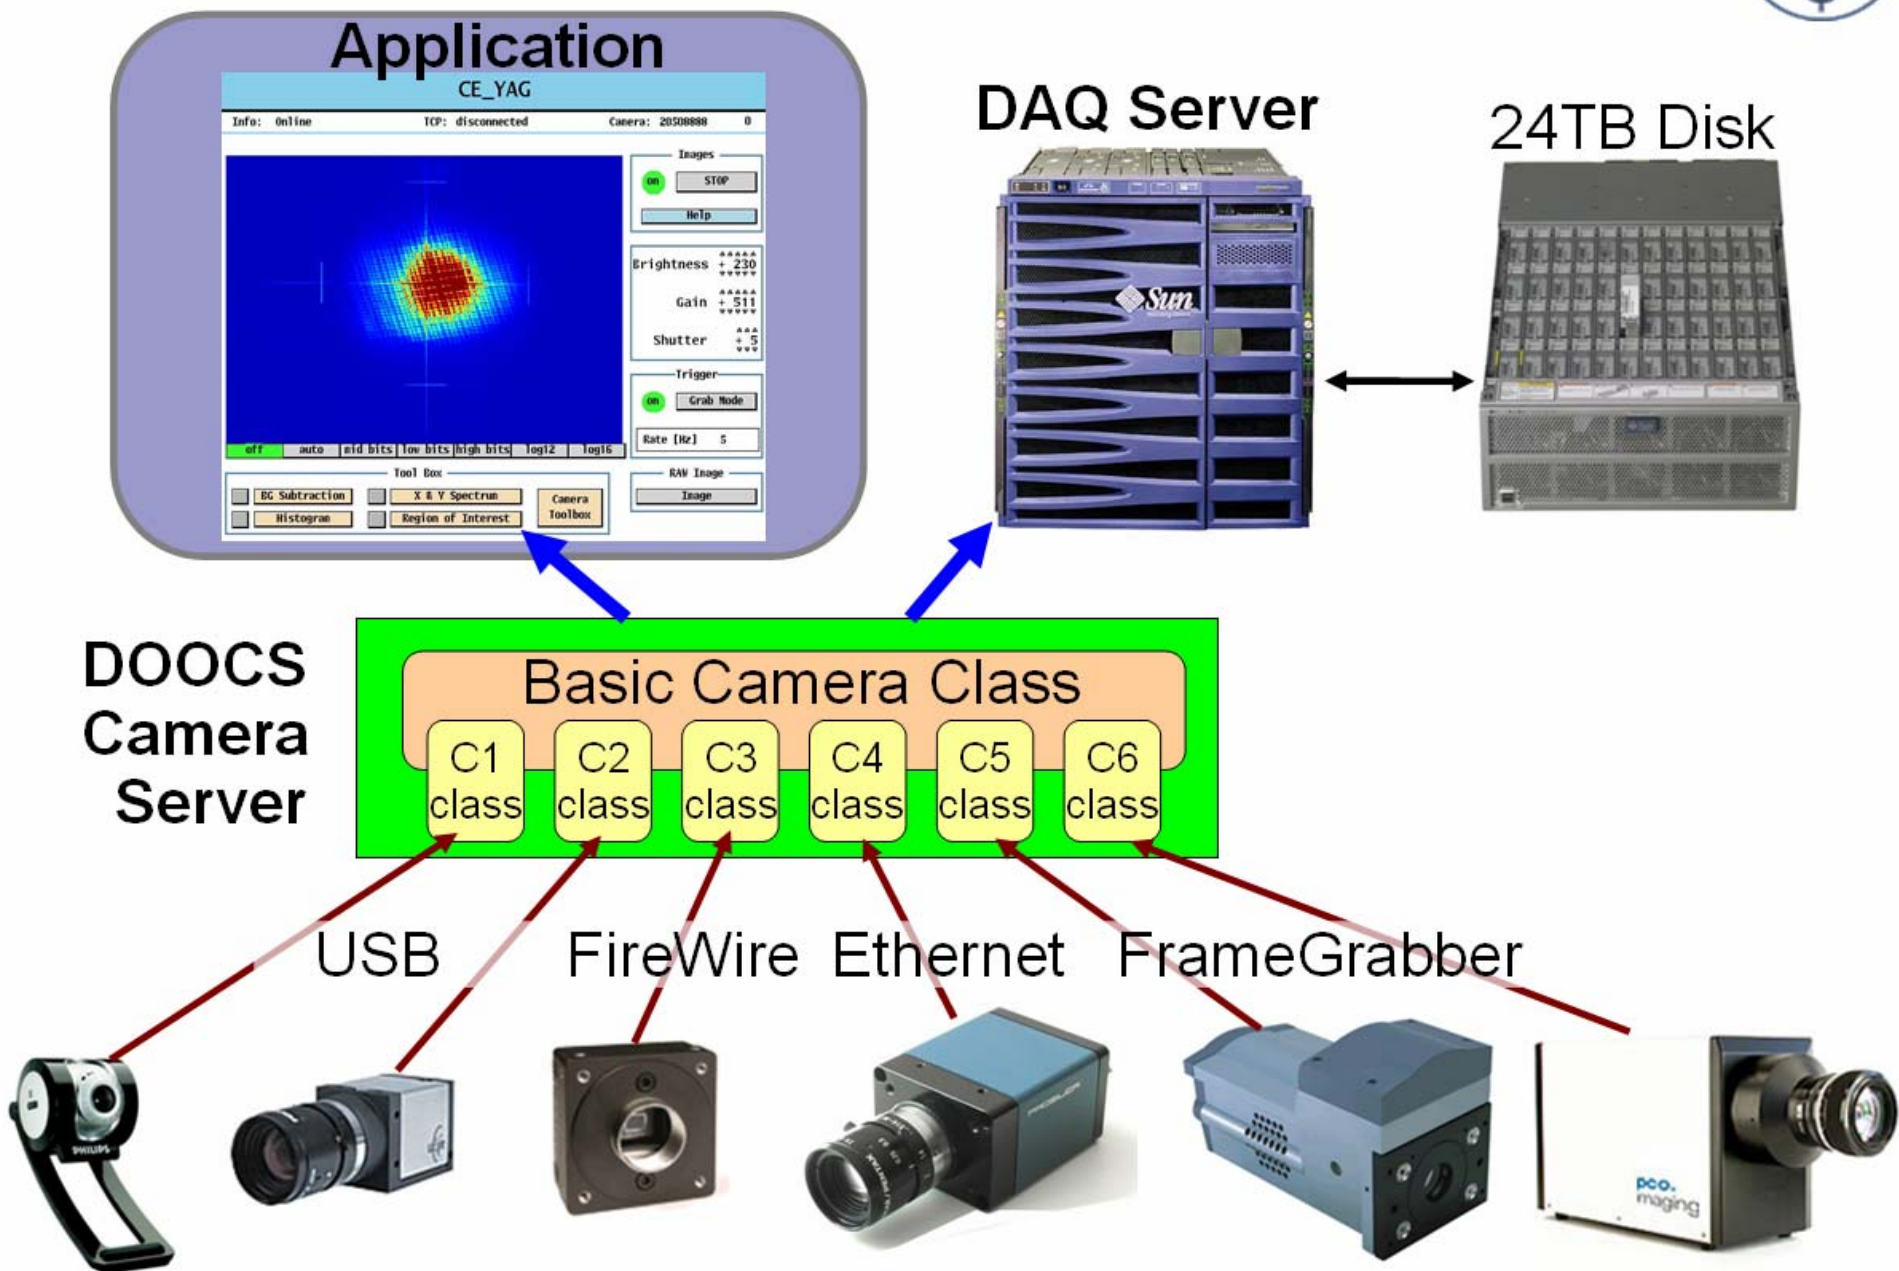 Application
CE_YAG
Info: Online TCP: disconnected Camera: 20508888 0
Images
on STOP
Help
Brightness + 230
Gain + 511
Shutter + 5
Trigger
on Grab Mode
Rate [Hz] 5
off auto mid bits low bits high bits log12 log16
Tool Box
BG Subtraction X & Y Spectrum Camera Toolbox
Histogram Region of Interest
RAW Image
Image
DAQ Server
Sun
24TB Disk
DOOCS
Camera
Server
Basic Camera Class
C1 class
C2 class
C3 class
C4 class
C5 class
C6 class
USB FireWire Ethernet FrameGrabber
PHILIPS
PROSILICA
PENTAX
pco.
imaging